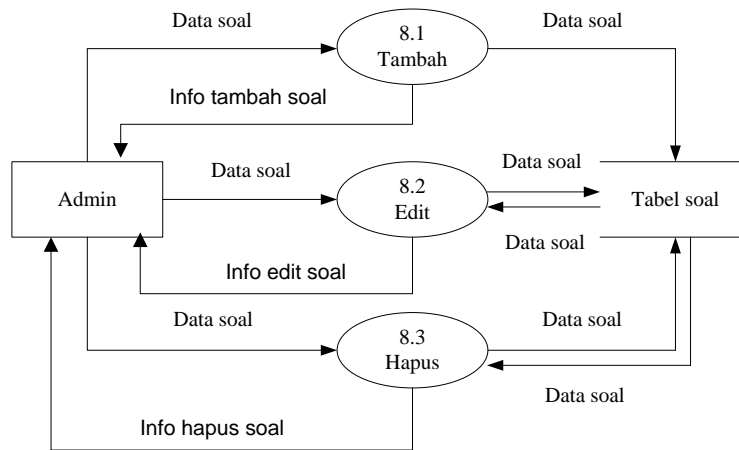 Data soal
8.1
Tambah
Data soal
Info tambah soal
Data soal
8.2
Edit
Data soal
Admin
Tabel soal
Data soal
Info edit soal
Data soal
8.3
Hapus
Data soal
Data soal
Info hapus soal